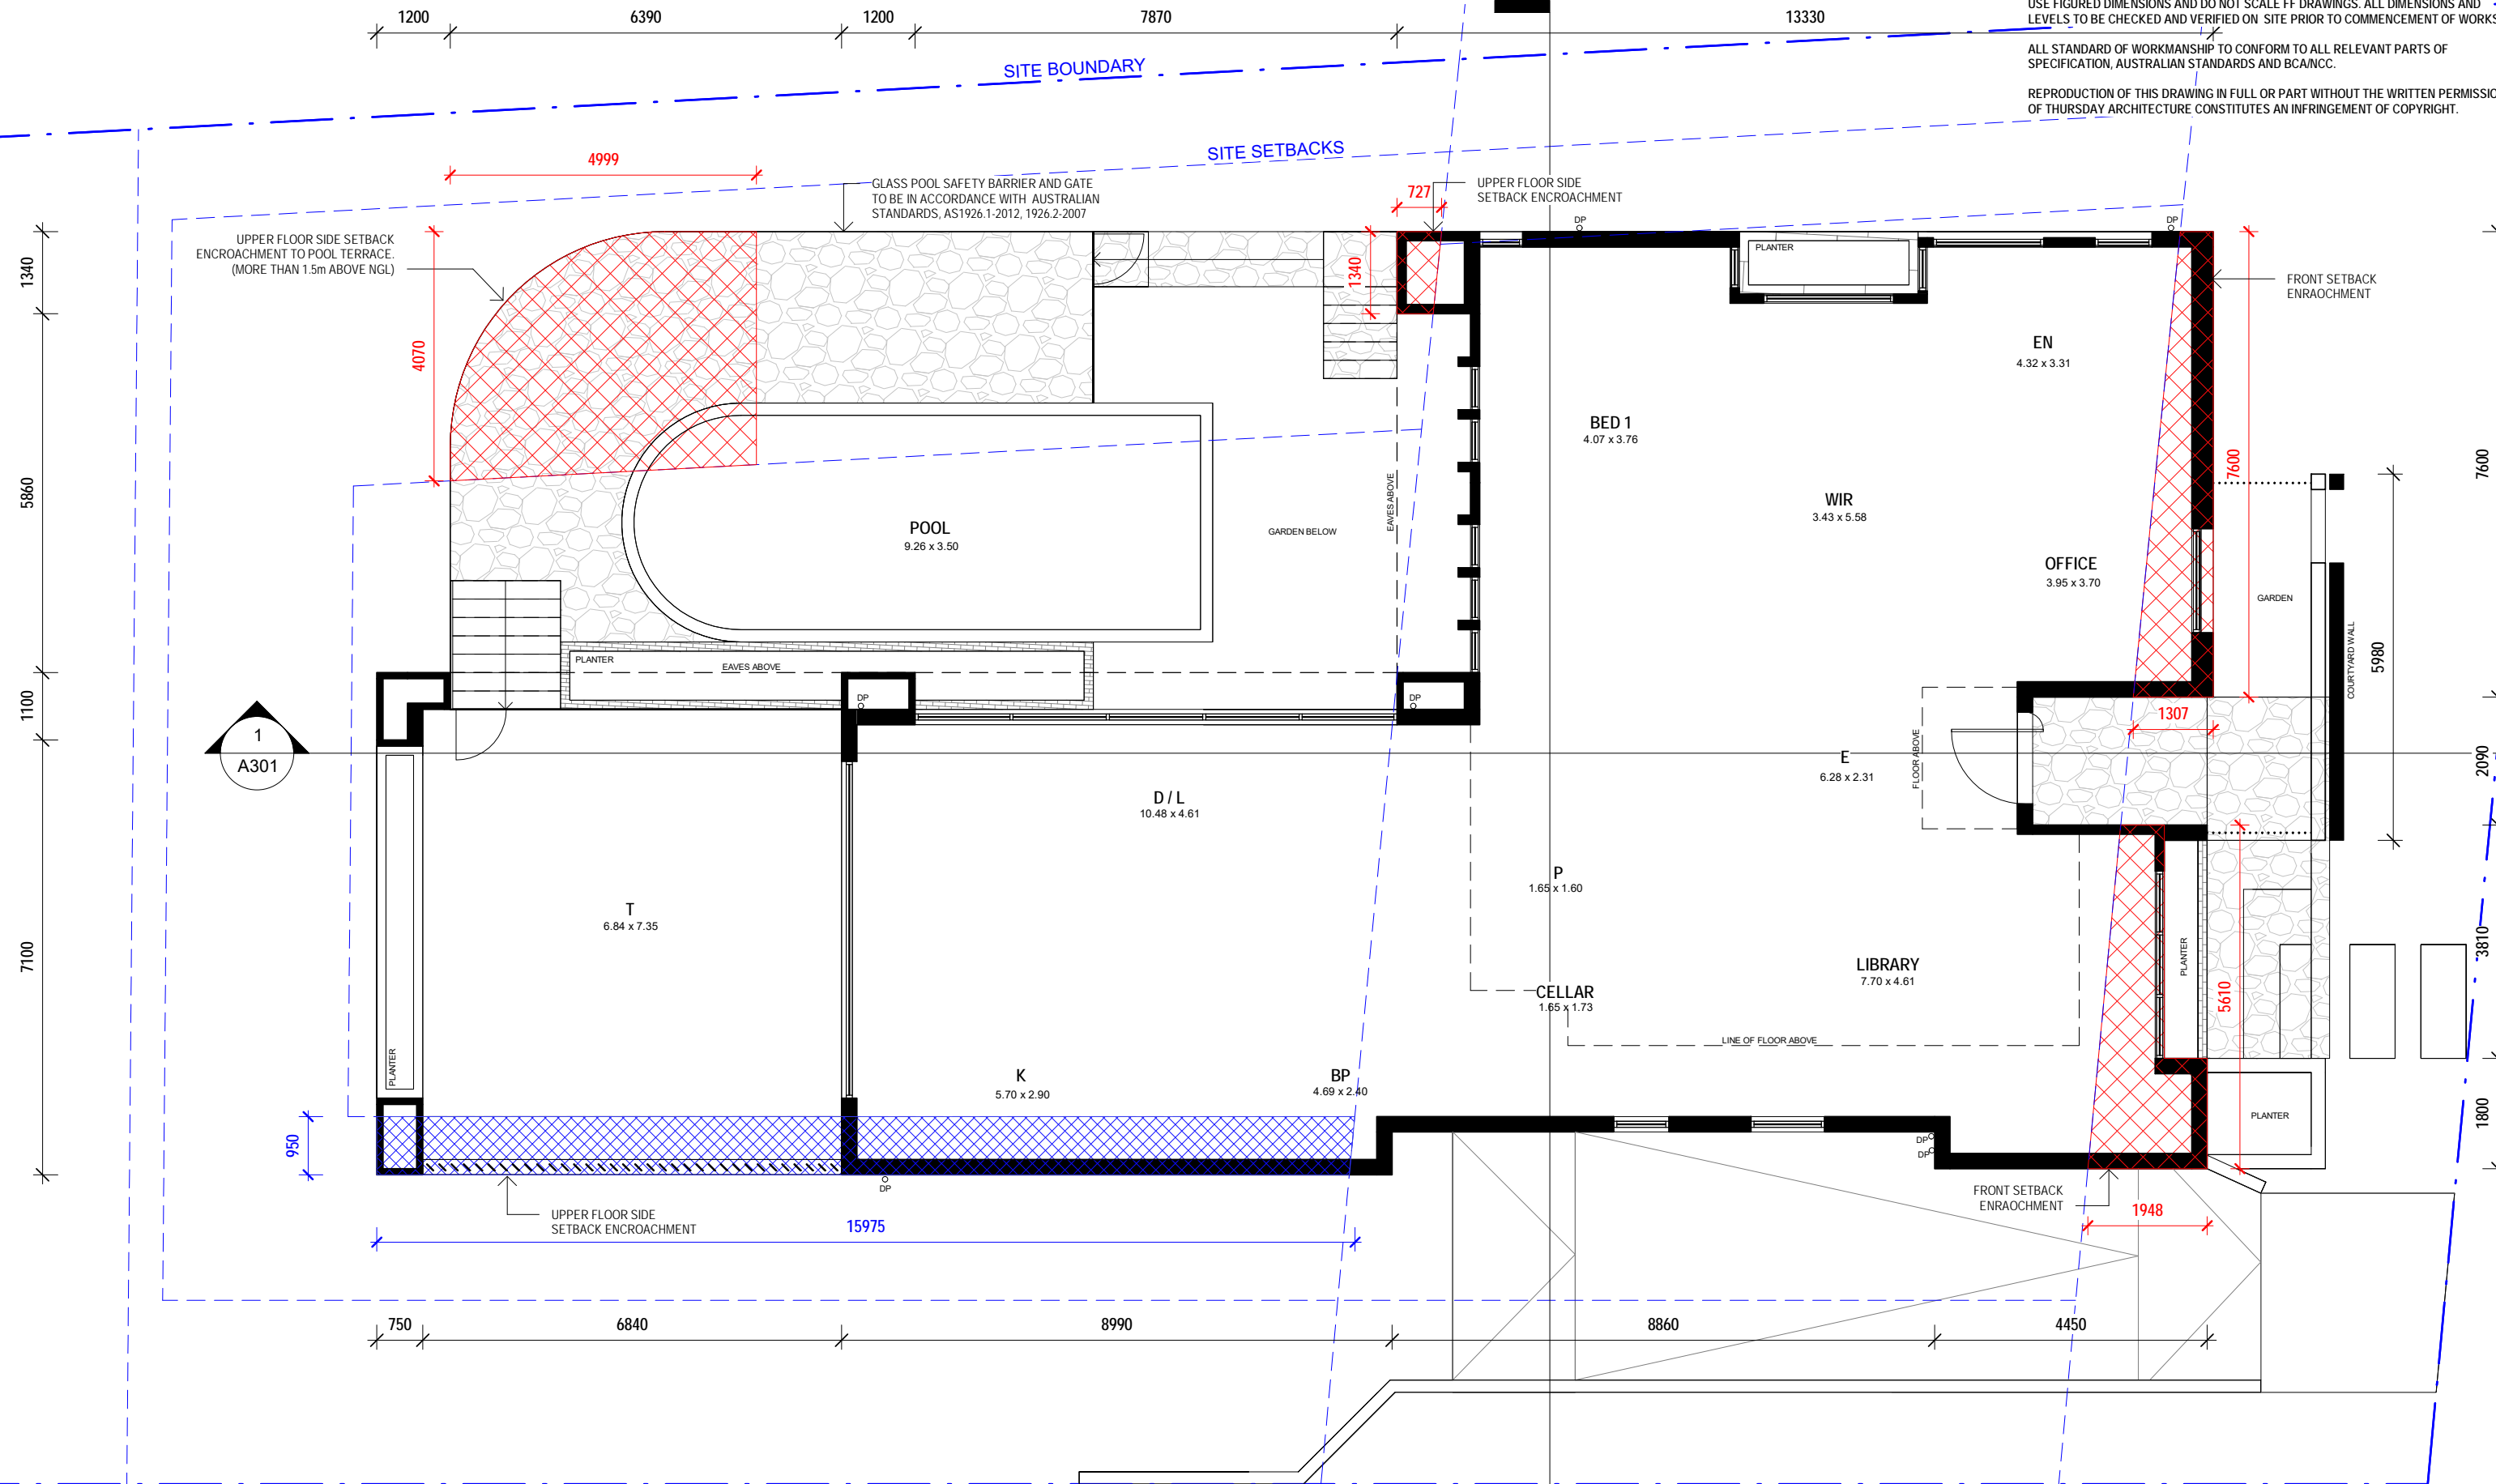 1200
6390
1200
7870
13330
USE FIGURED DIMENSIONS AND DO NOT SCALE FF DRAWINGS. ALL DIMENSIONS AND
LEVELS TO BE CHECKED AND VERIFIED ON SITE PRIOR TO COMMENCEMENT OF WORKS
ALL STANDARD OF WORKMANSHIP TO CONFORM TO ALL RELEVANT PARTS OF
SPECIFICATION, AUSTRALIAN STANDARDS AND BCA/NCC.
REPRODUCTION OF THIS DRAWING IN FULL OR PART WITHOUT THE WRITTEN
OF THURSDAY ARCHITECTURE CONSTITUTES AN INFRINGEMENT OF COPYRIGHT.
SITE BOUNDARY
SITE SETBACKS
4999
GLASS POOL SAFETY BARRIER AND GATE
TO BE IN ACCORDANCE WITH AUSTRALIAN
STANDARDS, AS1926.1-2012, 1926.2-2007
727
UPPER FLOOR SIDE
SETBACK ENCROACHMENT
DP
DP
UPPER FLOOR SIDE SETBACK
ENCROACHMENT TO POOL TERRACE.
(MORE THAN 1.5m ABOVE NGL)
PLANTER
1340
1340
FRONT SETBACK
ENRAOCHMENT
4070
EN
4.32 x 3.31
BED 1
4.07 x 3.76
5860
7600
7600
WIR
3.43 x 5.58
POOL
9.26 x 3.50
GARDEN BELOW
EAVES ABOVE
OFFICE
3.95 x 3.70
GARDEN
COURTYARD WALL
5980
PLANTER
EAVES ABOVE
1100
DP
DP
1307
1
A301
E
6.28 x 2.31
FLOOR ABOVE
2090
D / L
10.48 x 4.61
P
1.65 x 1.60
T
6.84 x 7.35
7100
3810
PLANTER
LIBRARY
7.70 x 4.61
5610
CELLAR
1.65 x 1.73
LINE OF FLOOR ABOVE
PLANTER
K
5.70 x 2.90
BP
4.69 x 2.40
950
PLANTER
1800
DP
DP
DP
UPPER FLOOR SIDE
SETBACK ENCROACHMENT
15975
FRONT SETBACK
ENRAOCHMENT
1948
750
6840
8990
8860
4450